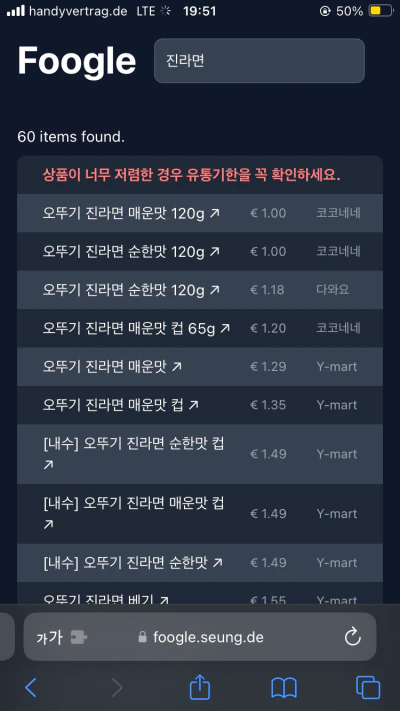 handyvertrag.de LTE 19:51 50%
Foogle 진라면
60 items found.
상품이 너무 저렴한 경우 유통기한을 꼭 확인하세요.
오뚜기 진라면 매운맛 120g ↗ € 1.00 코코네네
오뚜기 진라면 순한맛 120g ↗ € 1.00 코코네네
오뚜기 진라면 순한맛 120g ↗ € 1.18 다와요
오뚜기 진라면 매운맛 컵 65g ↗ € 1.20 코코네네
오뚜기 진라면 매운맛 ↗ € 1.29 Y-mart
오뚜기 진라면 매운맛 컵 ↗ € 1.35 Y-mart
[내수] 오뚜기 진라면 순한맛 컵 € 1.49 Y-mart
↗
[내수] 오뚜기 진라면 매운맛 컵 € 1.49 Y-mart
↗
[내수] 오뚜기 진라면 순한맛 ↗ € 1.49 Y-mart
오뚜기 진라면 베기 ↗ € 1.55 Y-mart
가가 foogle.seung.de